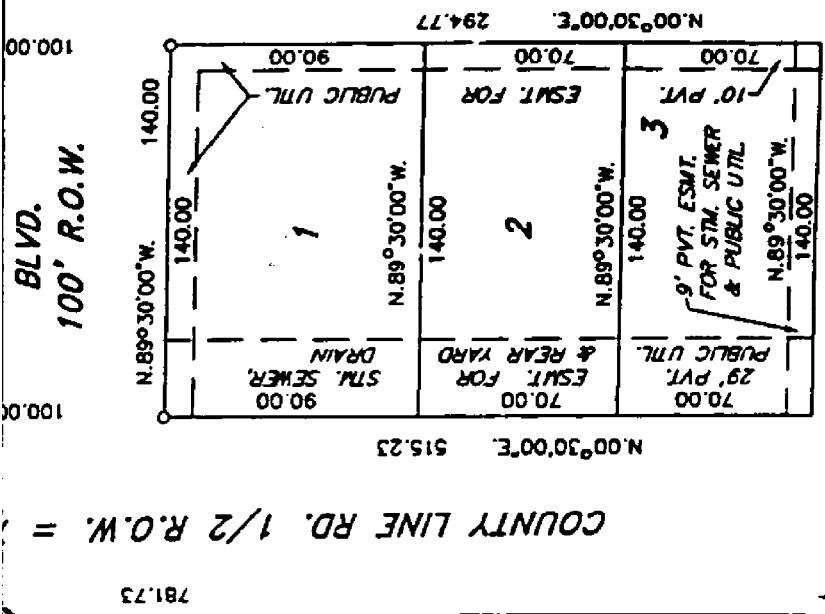 100.00
100.00
BLVD.
100' R.O.W.
N.00°30'00"E. 294.77
140.00
N.89°30'00"W.
140.00
90.00
PUBLIC UTIL.
1
N.89°30'00"W.
STM. SEWER,
DRAIN
90.00
70.00
ESMT. FOR
140.00
2
N.89°30'00"W.
ESMT. FOR
& REAR YARD
70.00
70.00
10' PVT.
3
140.00
9' PVT. ESMT.
FOR STM. SEWER
& PUBLIC UTIL.
N.89°30'00"W.
140.00
29' PVT.
PUBLIC UTIL.
70.00
N.00°30'00"E. 515.23
COUNTY LINE RD. 1/2 R.O.W. =
781.73